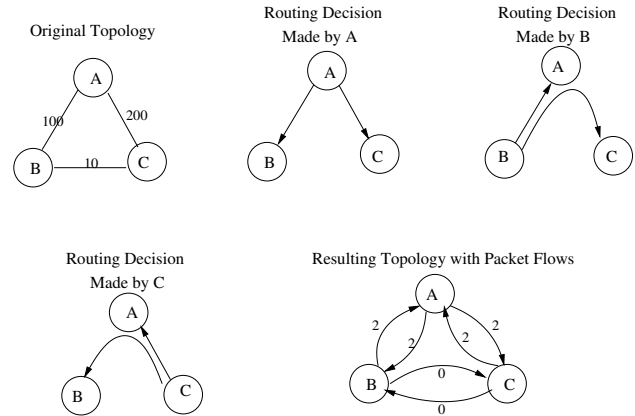 Original Topology
A
100
200
B
10
C
Routing Decision
Made by A
A
B
C
Routing Decision
Made by B
A
B
C
Routing Decision
Made by C
A
B
C
Resulting Topology with Packet Flows
A
2
2
2
2
B
0
C
0